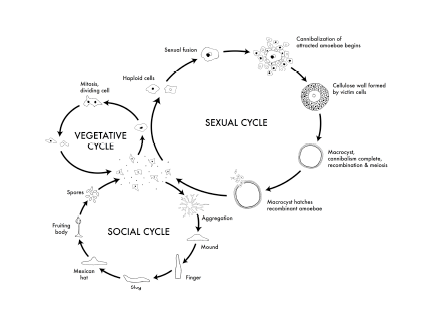 Sexual fusion
Cannibalization of
attracted amoebae begins
Haploid cells
Mitosis,
dividing cell
Cellulose wall formed
by victim cells
SEXUAL CYCLE
VEGETATIVE
CYCLE
Macrocyst,
cannibalism complete,
recombination & meiosis
Spores
Macrocyst hatches
recombinant amoebae
Aggregation
Fruiting
body
SOCIAL CYCLE
Mound
Mexican
hat
Finger
Slug